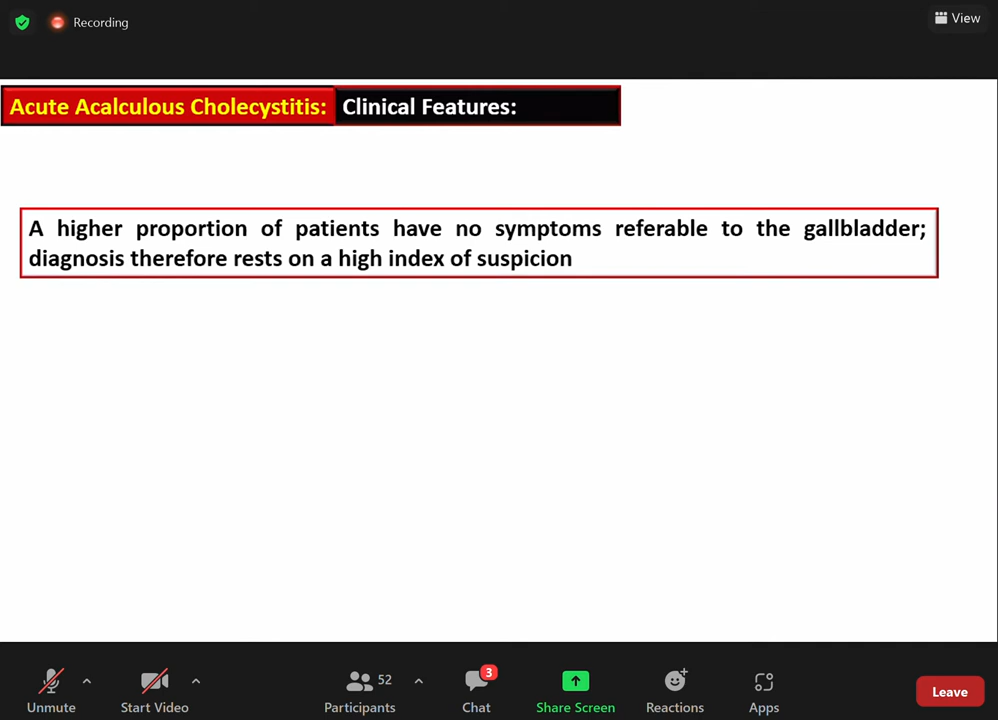 Recording
View
Acute Acalculous Cholecystitis: Clinical Features:
A higher proportion of patients have no symptoms referable to the gallbladder;
diagnosis therefore rests on a high index of suspicion
Unmute
Start Video
52
Participants
3
Chat
Share Screen
Reactions
Apps
Leave